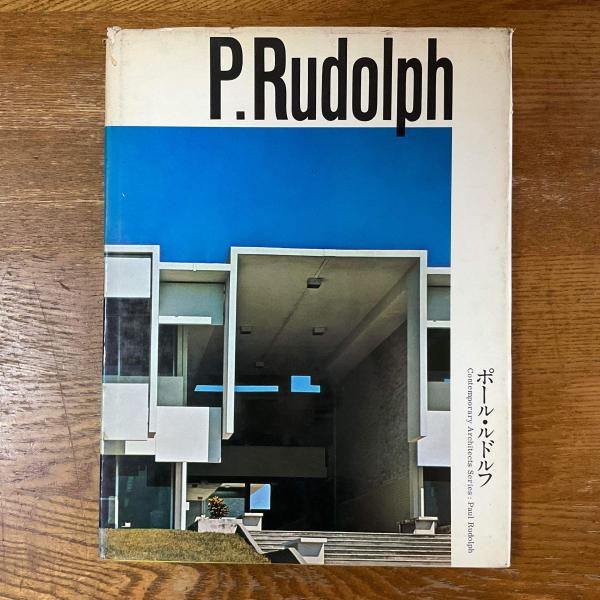 P.Rudolph
ポール・ルドルフ
Contemporary Architects Series: Paul Rudolph